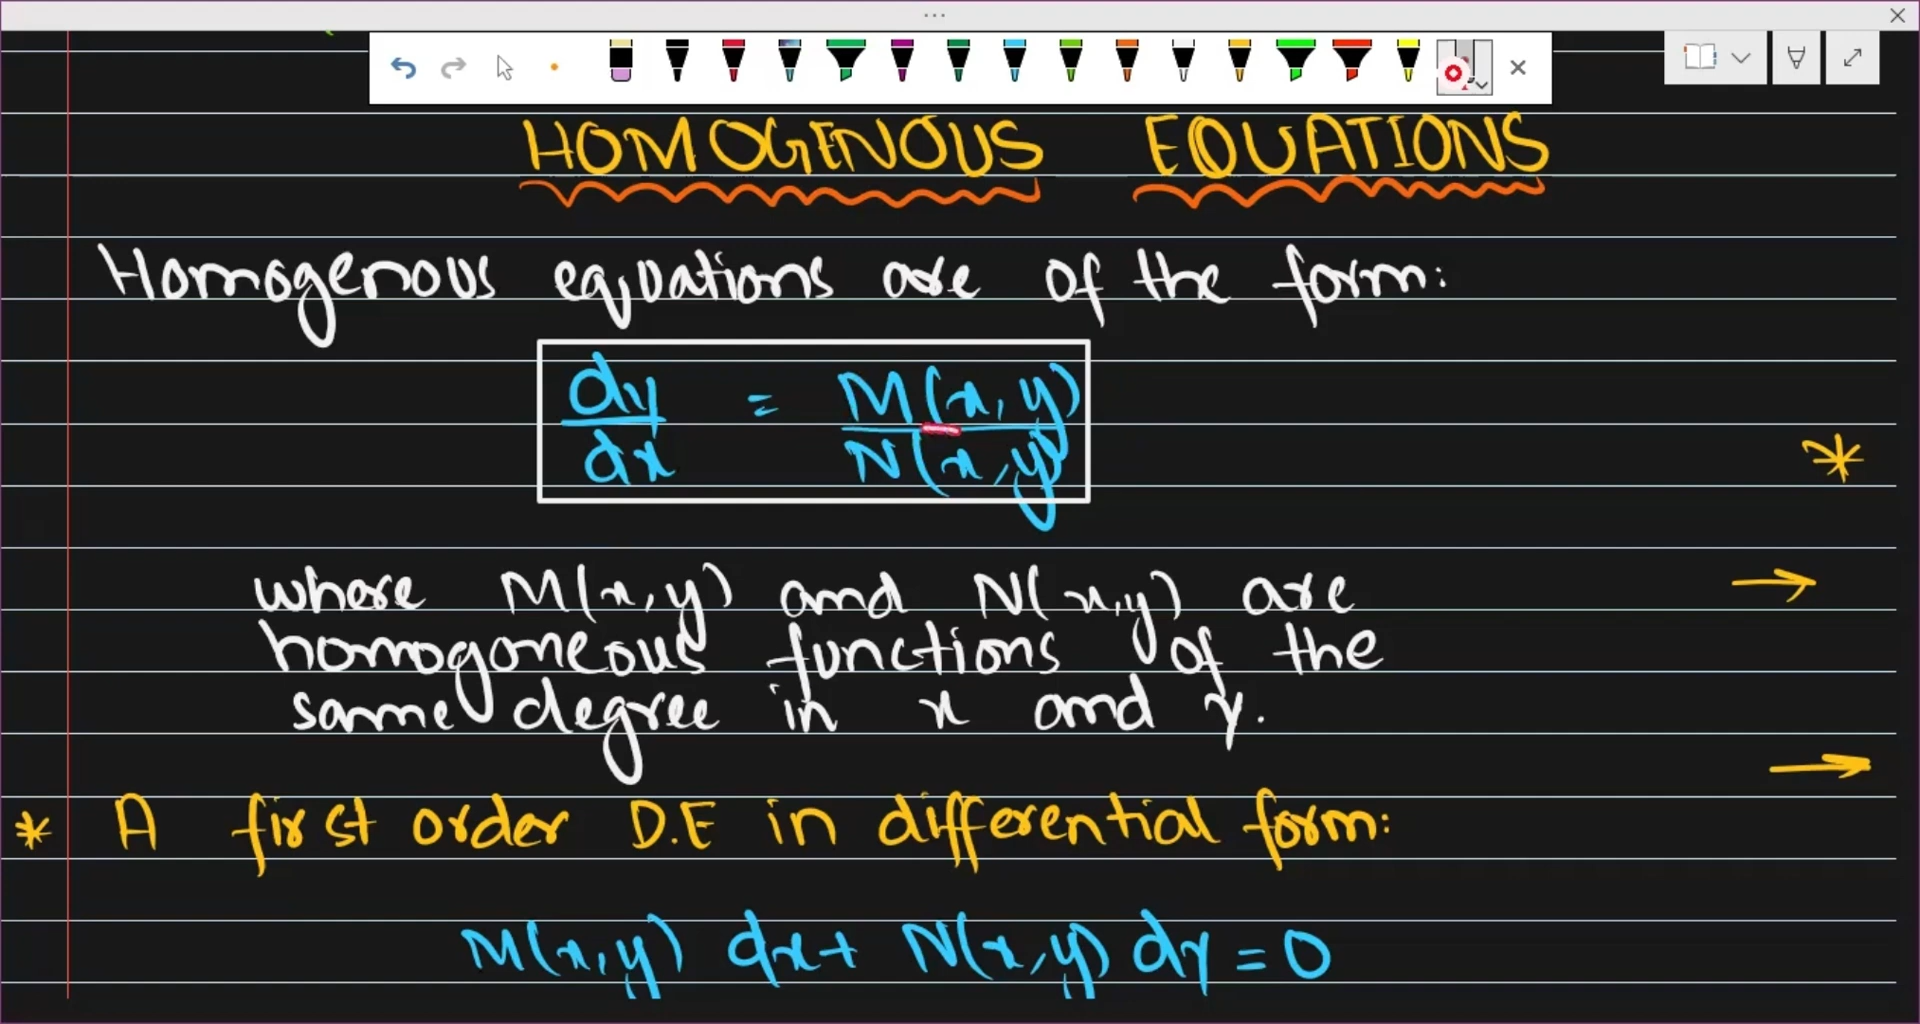 HOMOGENOUS EQUATIONS
Homogenous equations are of the form:
dy/dx = M(x,y)/N(x,y)
where M(x,y) and N(x,y) are
homogoneous functions of the
same degree in x and y.
* A first order D.E in differential form:
M(x,y) dx+ N(x,y) dy = 0